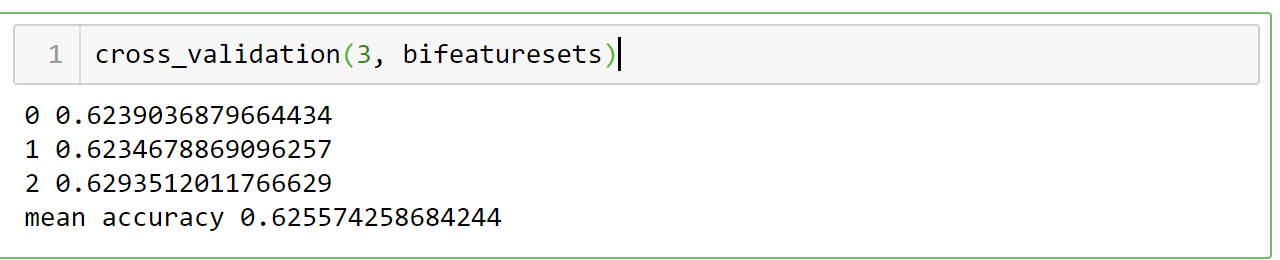 1 cross_validation(3, bifeaturesets)
0 0.6239036879664434
1 0.6234678869096257
2 0.6293512011766629
mean accuracy 0.625574258684244